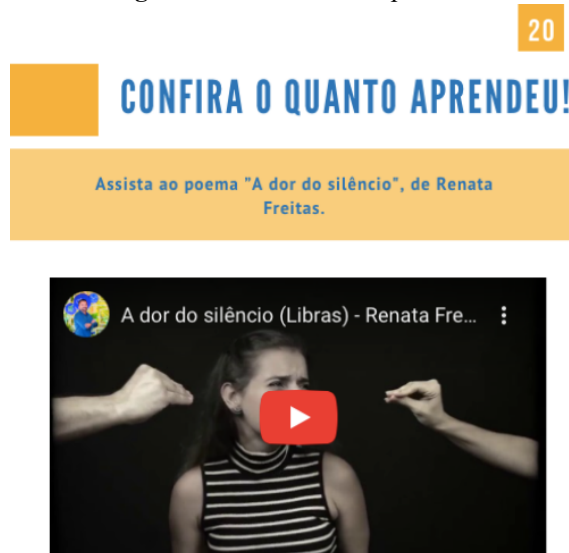 20
CONFIRA O QUANTO APRENDEU!
Assista ao poema "A dor do silêncio", de Renata
Freitas.
A dor do silêncio (Libras) - Renata Fre...